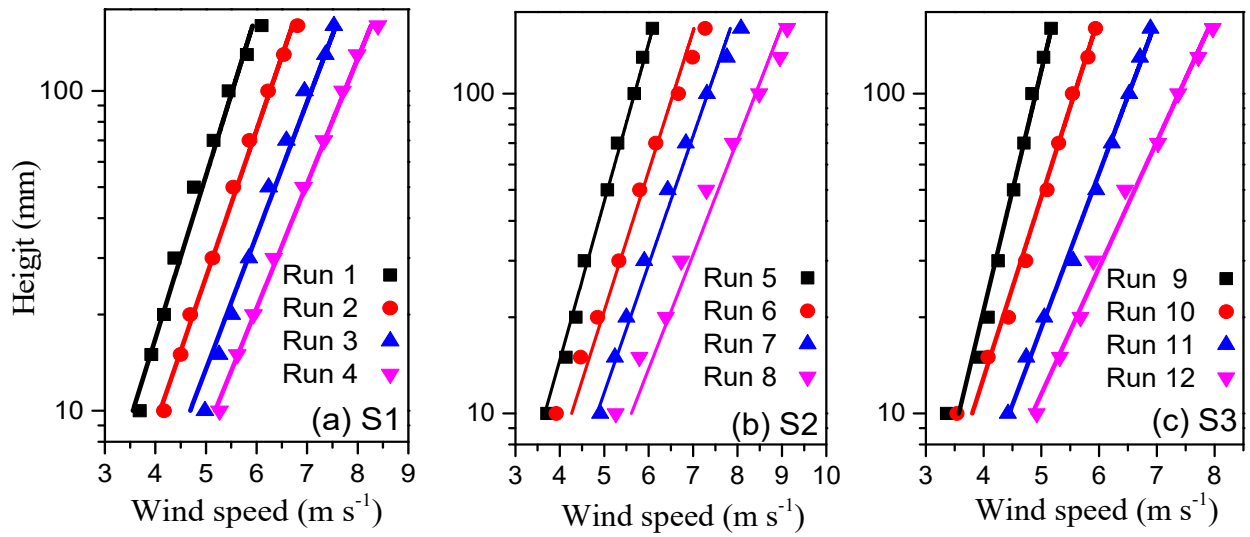 Heigjt (mm)
100
10
Run 1
Run 2
Run 3
Run 4
(a) S1
3 4 5 6 7 8 9
Wind speed (m s-1)
100
10
Run 5
Run 6
Run 7
Run 8
(b) S2
3 4 5 6 7 8 9 10
Wind speed (m s-1)
100
10
Run 9
Run 10
Run 11
Run 12
(c) S3
3 4 5 6 7 8
Wind speed (m s-1)